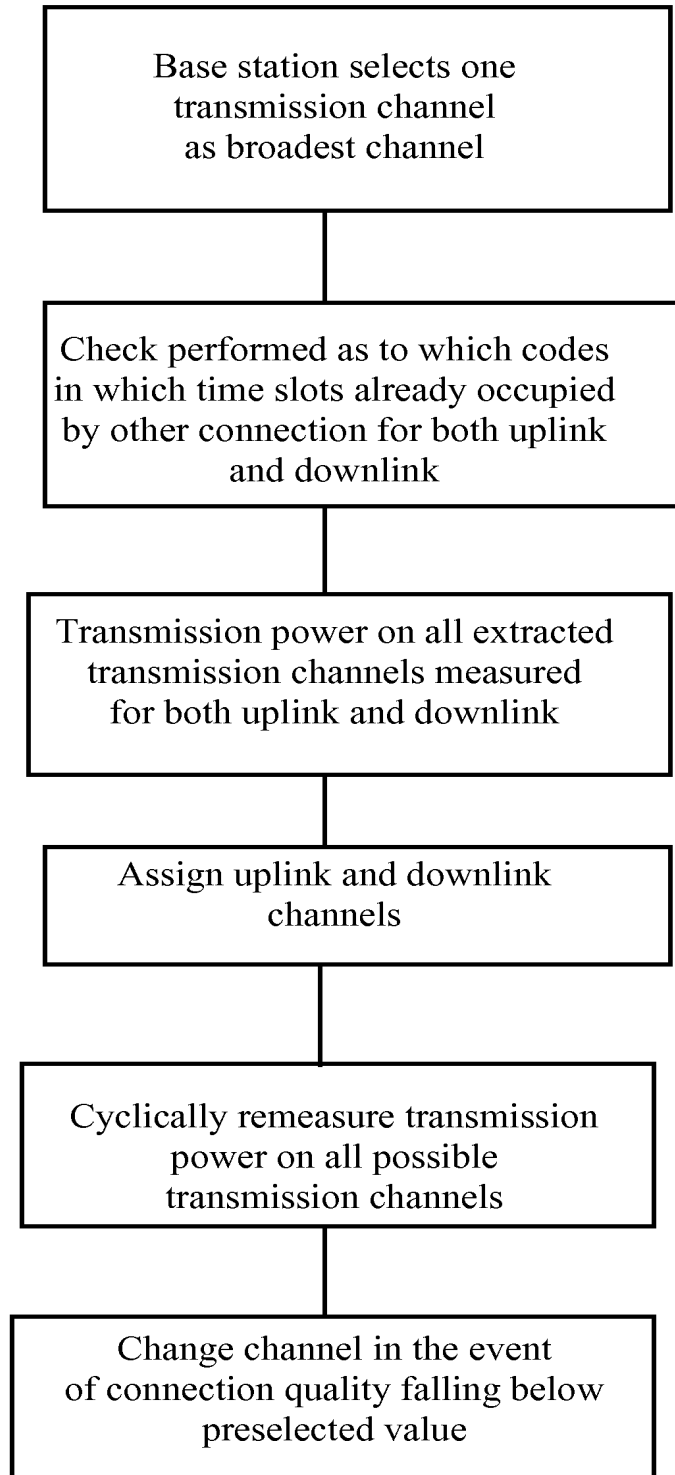 Base station selects one
transmission channel
as broadest channel
Check performed as to which codes
in which time slots already occupied
by other connection for both uplink
and downlink
Transmission power on all extracted
transmission channels measured
for both uplink and downlink
Assign uplink and downlink
channels
Cyclically remeasure transmission
power on all possible
transmission channels
Change channel in the event
of connection quality falling below
preselected value